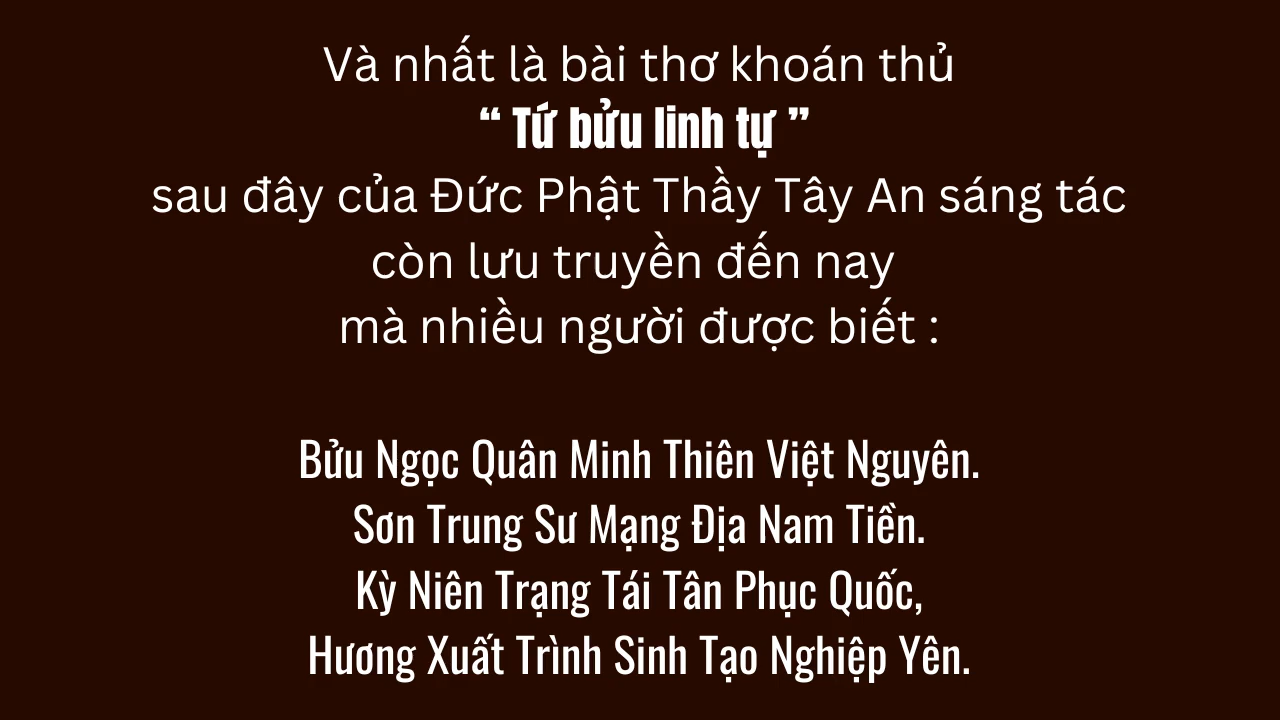 Và nhất là bài thơ khoán thủ
“ Tứ bửu linh tự ”
sau đây của Đức Phật Thầy Tây An sáng tác
còn lưu truyền đến nay
mà nhiều người được biết :
Bửu Ngọc Quân Minh Thiên Việt Nguyên.
Sơn Trung Sư Mạng Địa Nam Tiền.
Kỳ Niên Trạng Tái Tân Phục Quốc,
Hương Xuất Trình Sinh Tạo Nghiệp Yên.